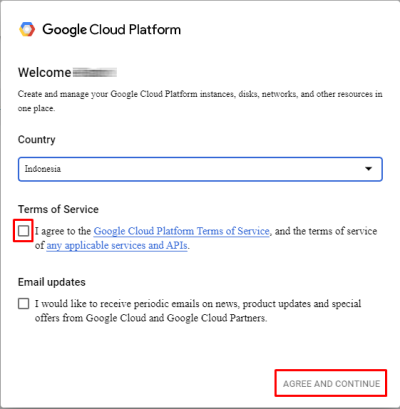 Google Cloud Platform
Welcome
Create and manage your Google Cloud Platform instances, disks, networks, and other resources in
one place.
Country
Indonesia
Terms of Service
I agree to the Google Cloud Platform Terms of Service, and the terms of service
of any applicable services and APIs.
Email updates
I would like to receive periodic emails on news, product updates and special
offers from Google Cloud and Google Cloud Partners.
AGREE AND CONTINUE